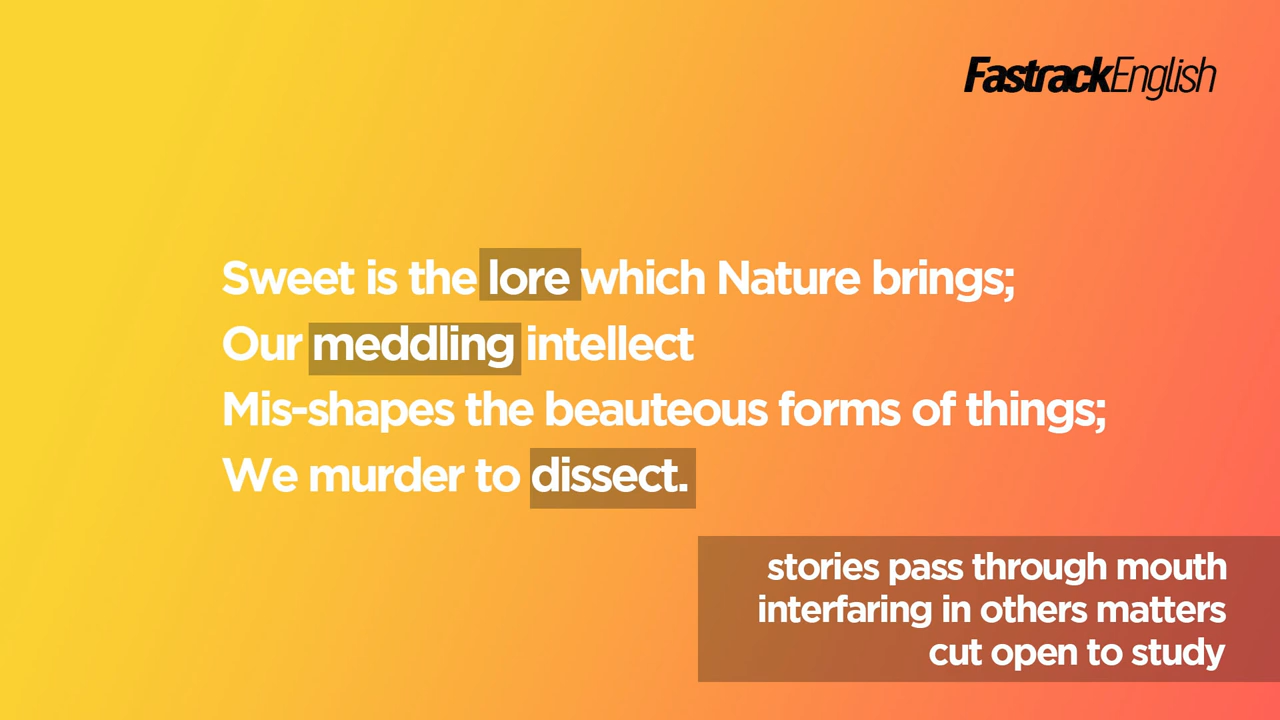 FastrackEnglish
Sweet is the lore which Nature brings;
Our meddling intellect
Mis-shapes the beauteous forms of things;
We murder to dissect.
stories pass through mouth
interfaring in others matters
cut open to study